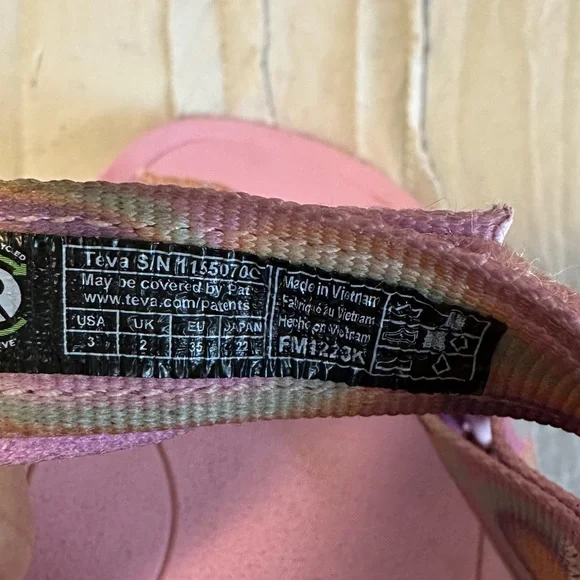 Teva S/N 1155070C
May be covered by Pat
www.teva.com/patents
USA UK EU JAPAN
3 2 35 22
Made in Vietnam
Fabriqué au Vietnam
Hecho en Vietnam
FM1223K